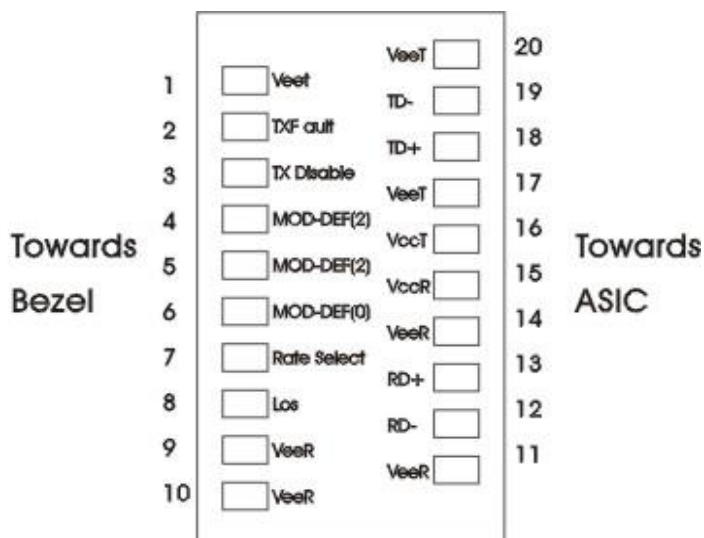 Towards
Bezel
1 Veet
2 TXF ault
3 TX Disable
4 MOD-DEF(2)
5 MOD-DEF(2)
6 MOD-DEF(0)
7 Rate Select
8 Los
9 VeeR
10 VeeR
VeeT 20
TD- 19
TD+ 18
VeeT 17
VccT 16
VccR 15
VeeR 14
RD+ 13
RD- 12
VeeR 11
Towards
ASIC